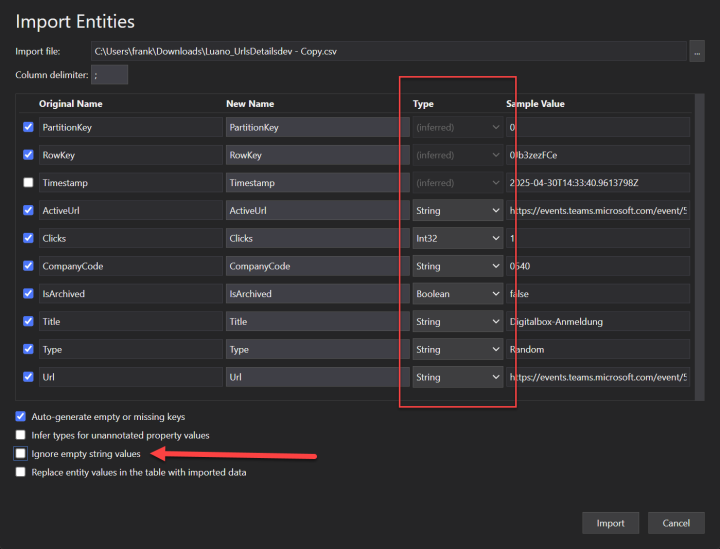 Import Entities
Import file: C:\Users\frank\Downloads\Luano_UrlsDetailsdev - Copy.csv ...
Column delimiter: ;
Original Name New Name Type Sample Value
PartitionKey PartitionKey (inferred) 0
RowKey RowKey (inferred)
Timestamp Timestamp (inferred) 2025-04-30T14:33:40.9613798Z
ActiveUrl ActiveUrl String https://events.teams.microsoft.com/event/5
Clicks Clicks Int32 1
CompanyCode CompanyCode String 0540
IsArchived IsArchived Boolean false
Title Title String Digitalbox-Anmeldung
Type Type String Random
Url Url String https://events.teams.microsoft.com/event/5
Auto-generate empty or missing keys
Infer types for unannotated property values
Ignore empty string values
Replace entity values in the table with imported data
Import Cancel